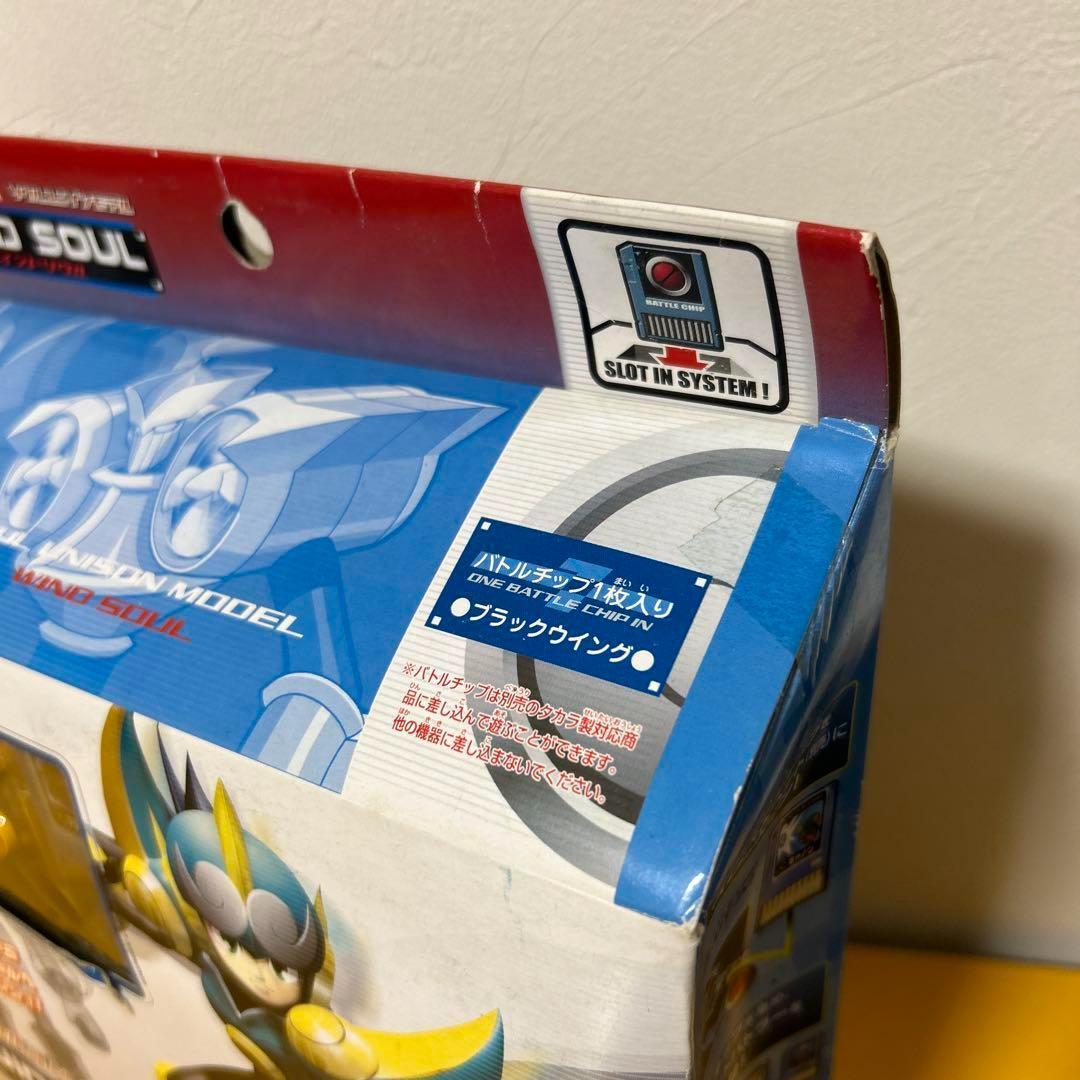 D SOUL
BATTLE CHIP
SLOT IN SYSTEM!
UL UNISON MODEL
WIND SOUL
バトルチップ1枚入り
ONE BATTLE CHIP IN
●ブラックウイング●
※バトルチップは別売のタカラ製対応商
品に差し込んで遊ぶことができます。
他の機器に差し込まないでください。